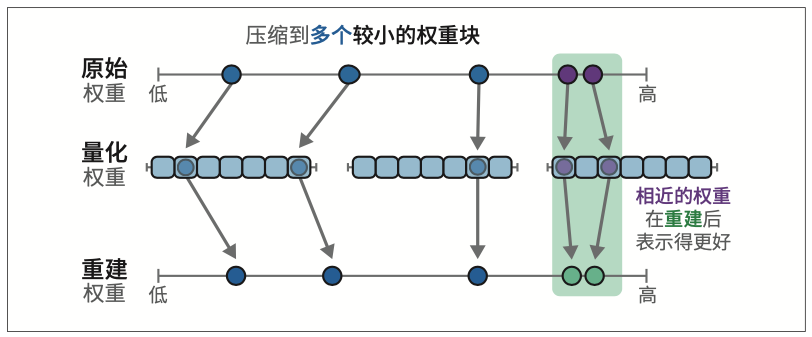 压缩到多个较小的权重块
原始
权重
低
高
量化
权重
相近的权重
在重建后
表示得更好
重建
权重
低
高